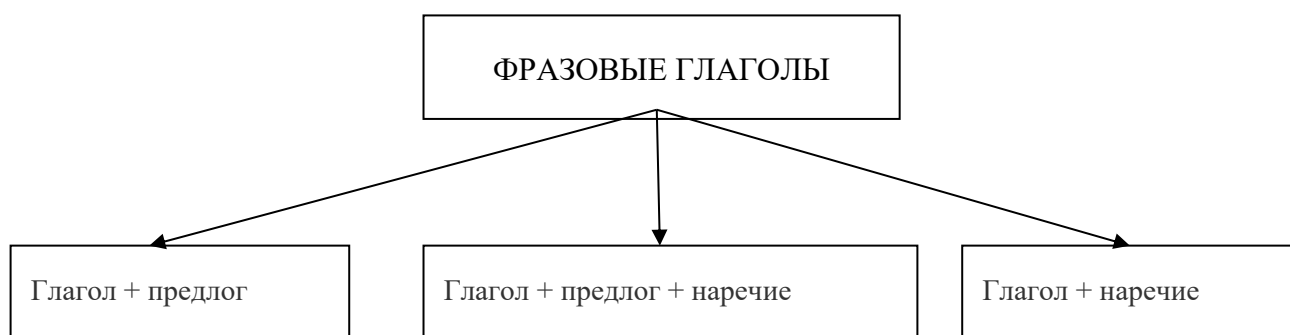 ФРАЗОВЫЕ ГЛАГОЛЫ
Глагол + предлог
Глагол + предлог + наречие
Глагол + наречие